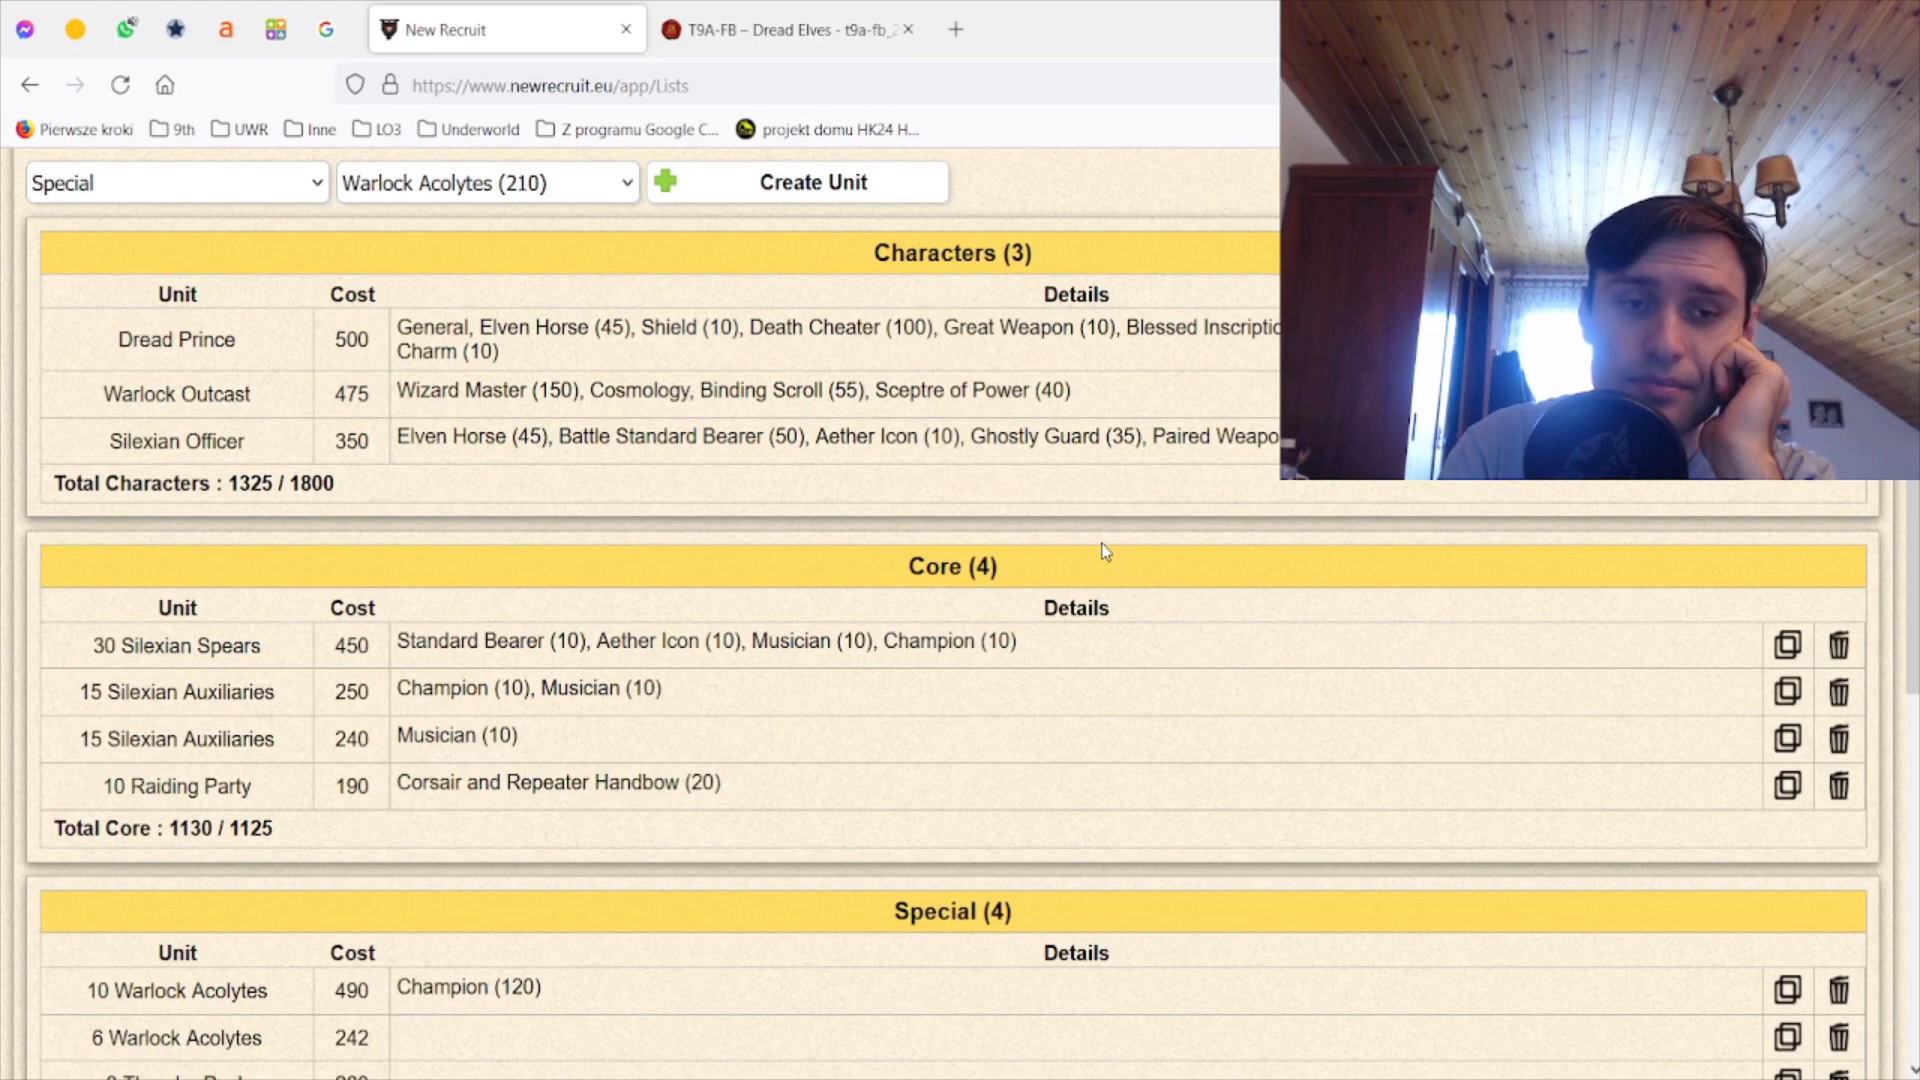 New Recruit
T9A-FB – Dread Elves - t9a-fb_2
https://www.newrecruit.eu/app/Lists
Pierwsze kroki 9th UWR Inne LO3 Underworld Z programu Google C... projekt domu HK24 H...
Special Warlock Acolytes (210) Create Unit
Characters (3)
Unit Cost Details
Dread Prince 500 General, Elven Horse (45), Shield (10), Death Cheater (100), Great Weapon (10), Blessed Inscriptio
Charm (10)
Warlock Outcast 475 Wizard Master (150), Cosmology, Binding Scroll (55), Sceptre of Power (40)
Silexian Officer 350 Elven Horse (45), Battle Standard Bearer (50), Aether Icon (10), Ghostly Guard (35), Paired Weapo
Total Characters : 1325 / 1800
Core (4)
Unit Cost Details
30 Silexian Spears 450 Standard Bearer (10), Aether Icon (10), Musician (10), Champion (10)
15 Silexian Auxiliaries 250 Champion (10), Musician (10)
15 Silexian Auxiliaries 240 Musician (10)
10 Raiding Party 190 Corsair and Repeater Handbow (20)
Total Core : 1130 / 1125
Special (4)
Unit Cost Details
10 Warlock Acolytes 490 Champion (120)
6 Warlock Acolytes 242